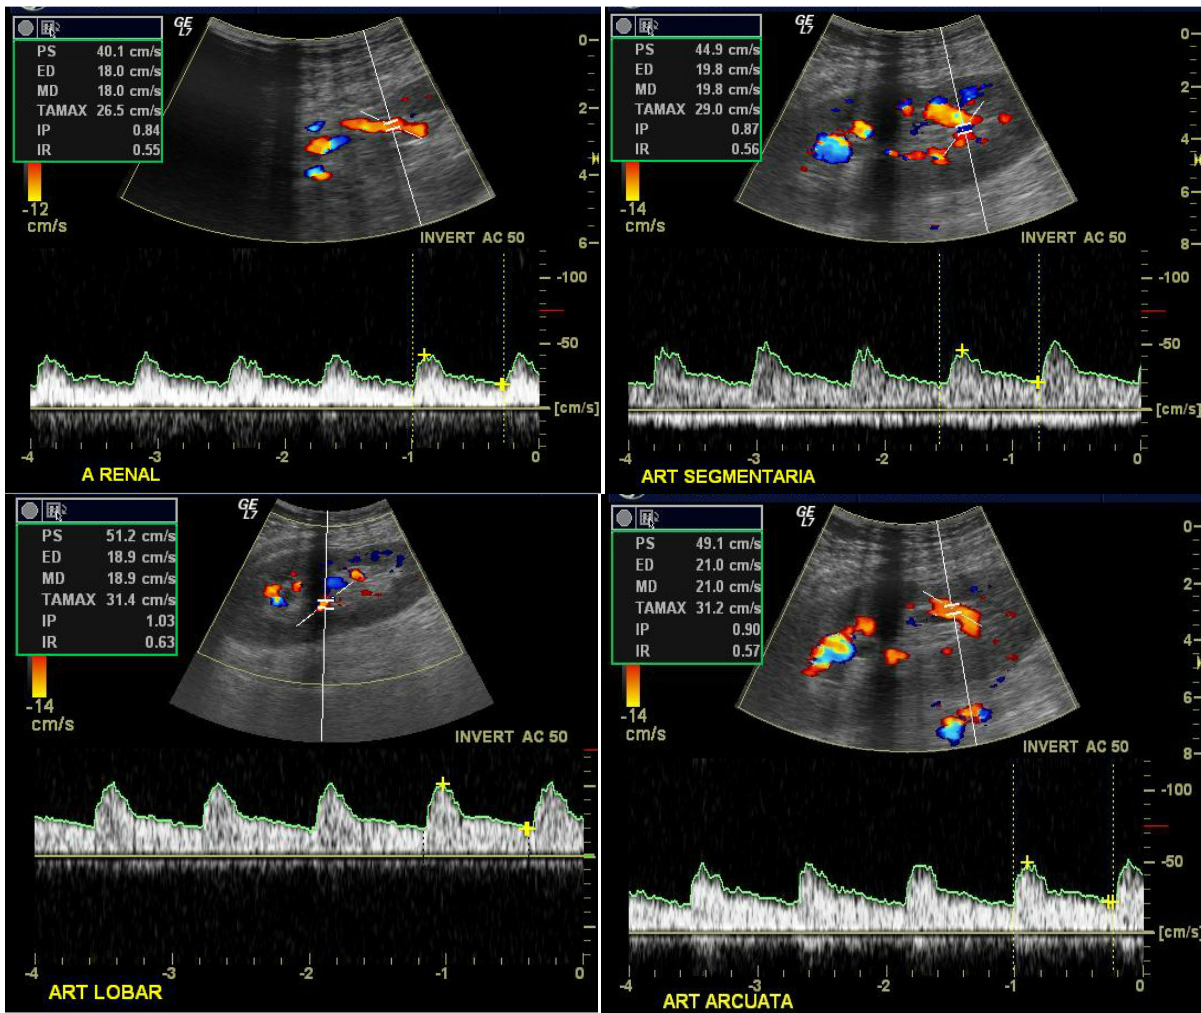 GE
L7
PS 40.1 cm/s
ED 18.0 cm/s
MD 18.0 cm/s
TAMAX 26.5 cm/s
IP 0.84
IR 0.55
-12
cm/s
0
2
4
6
INVERT AC 50
-100
-50
[cm/s]
-4 -3 -2 -1 0
A RENAL
GE
L7
PS 44.9 cm/s
ED 19.8 cm/s
MD 19.8 cm/s
TAMAX 29.0 cm/s
IP 0.87
IR 0.56
-14
cm/s
0
2
4
6
8
INVERT AC 50
-100
-50
[cm/s]
-4 -3 -2 -1 0
ART SEGMENTARIA
GE
L7
PS 51.2 cm/s
ED 18.9 cm/s
MD 18.9 cm/s
TAMAX 31.4 cm/s
IP 1.03
IR 0.63
-14
cm/s
0
2
4
6
8
INVERT AC 50
-4 -3 -2 -1 0
ART LOBAR
GE
L7
PS 49.1 cm/s
ED 21.0 cm/s
MD 21.0 cm/s
TAMAX 31.2 cm/s
IP 0.90
IR 0.57
-14
cm/s
0
2
4
6
8
INVERT AC 50
-100
-50
[cm/s]
-4 -3 -2 -1 0
ART ARCUATA